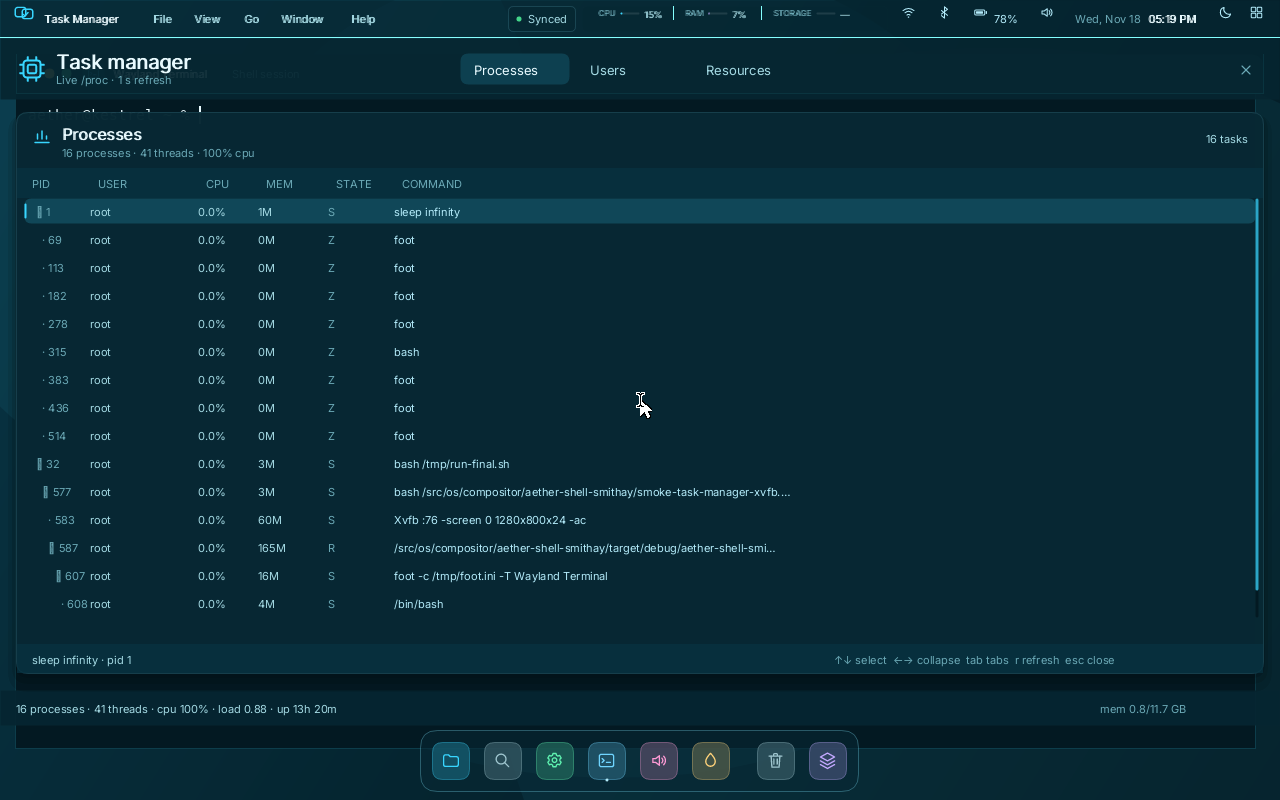 Task Manager File View Go Window Help Synced CPU 15% RAM 7% STORAGE — 78% Wed, Nov 18 05:19 PM
Task manager
Live /proc · 1 s refresh
Processes Users Resources
Processes
16 processes · 41 threads · 100% cpu
16 tasks
PID USER CPU MEM STATE COMMAND
1 root 0.0% 1M S sleep infinity
· 69 root 0.0% 0M Z foot
· 113 root 0.0% 0M Z foot
· 182 root 0.0% 0M Z foot
· 278 root 0.0% 0M Z foot
· 315 root 0.0% 0M Z bash
· 383 root 0.0% 0M Z foot
· 436 root 0.0% 0M Z foot
· 514 root 0.0% 0M Z foot
32 root 0.0% 3M S bash /tmp/run-final.sh
577 root 0.0% 3M S bash /src/os/compositor/aether-shell-smithay/smoke-task-manager-xvfb....
· 583 root 0.0% 60M S Xvfb :76 -screen 0 1280x800x24 -ac
587 root 0.0% 165M R /src/os/compositor/aether-shell-smithay/target/debug/aether-shell-smi...
607 root 0.0% 16M S foot -c /tmp/foot.ini -T Wayland Terminal
· 608 root 0.0% 4M S /bin/bash
sleep infinity · pid 1 ↑↓ select ←→ collapse tab tabs r refresh esc close
16 processes · 41 threads · cpu 100% · load 0.88 · up 13h 20m mem 0.8/11.7 GB